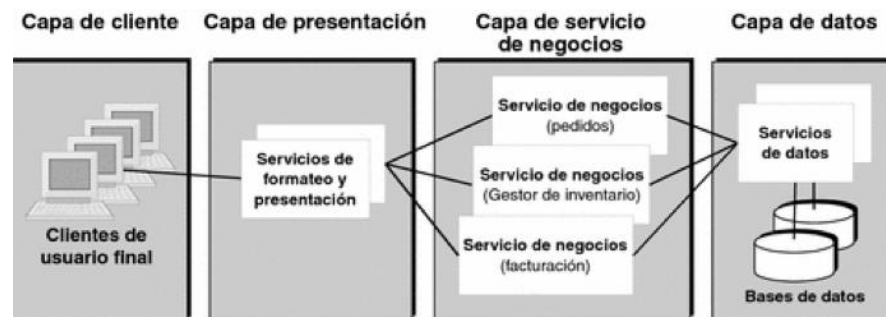 Capa de cliente
Clientes de
usuario final
Capa de presentación
Servicios de
formateo y
presentación
Capa de servicio
de negocios
Servicio de negocios
(pedidos)
Servicio de negocios
(Gestor de inventario)
Servicio de negocios
(facturación)
Capa de datos
Servicios
de datos
Bases de datos